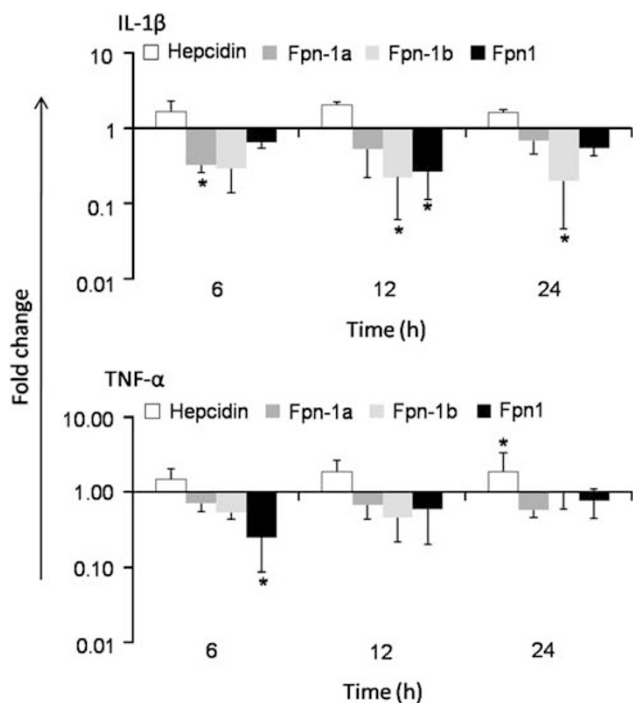 IL-1β
10
Hepcidin Fpn-1a Fpn-1b Fpn1
1
*
* *
*
0.1
0.01
6 12 24
Time (h)
Fold change
TNF-α
10.00
Hepcidin Fpn-1a Fpn-1b Fpn1
*
1.00
0.10
*
0.01
6 12 24
Time (h)